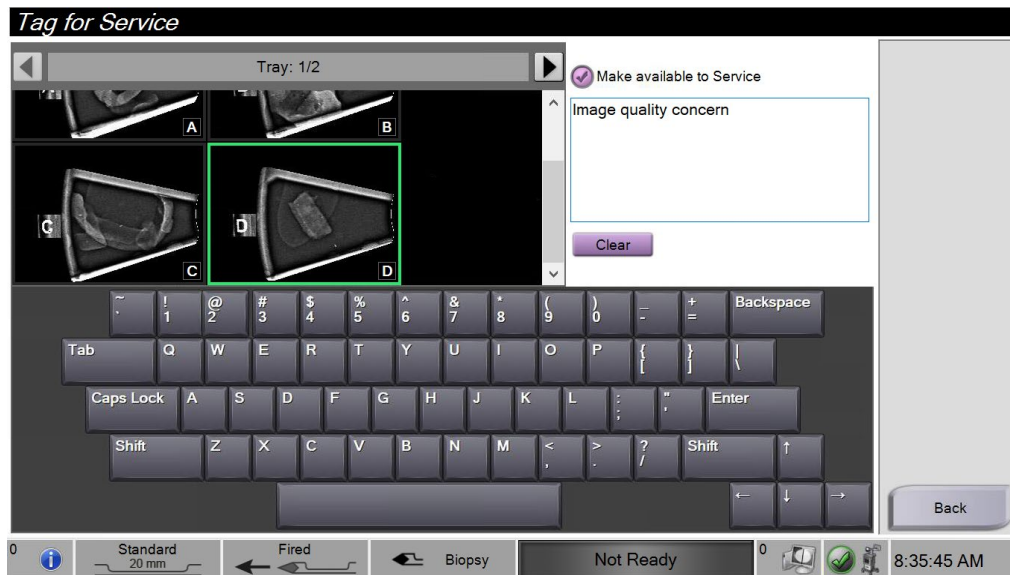 Tag for Service
Tray: 1/2
Make available to Service
A
B
Image quality concern
C
C
D
D
Clear
~ ` ! 1 @ 2 # 3 $ 4 % 5 ^ 6 & 7 * 8 ( 9 ) 0 _ - + = Backspace
Tab Q W E R T Y U I O P { [ } ] | \
Caps Lock A S D F G H J K L : ; " ' Enter
Shift Z X C V B N M < , > . ? / Shift ↑
← ↓ →
Back
0
Standard
20 mm
Fired
Biopsy
Not Ready
0
8:35:45 AM